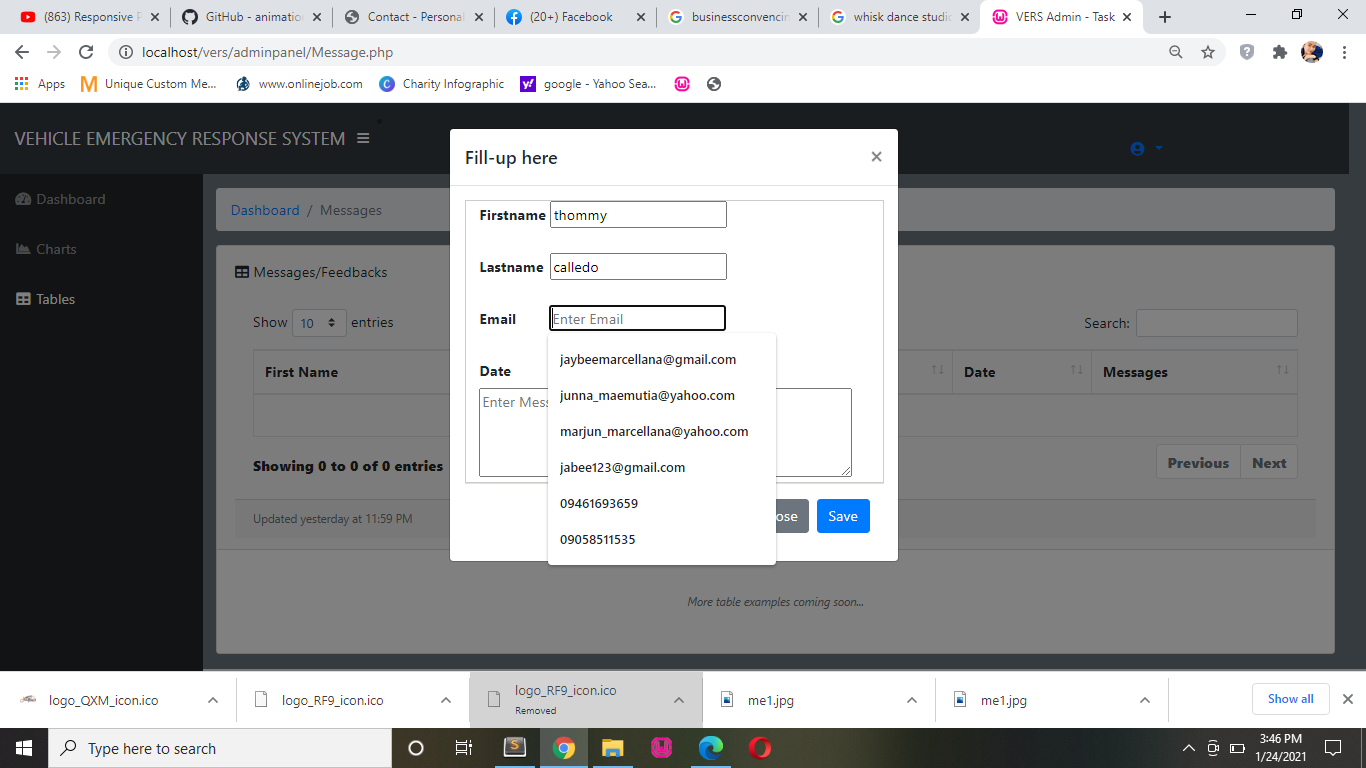 (863) Responsive P
GitHub - animatio
Contact - Personal
(20+) Facebook
businessconvencin
whisk dance studio
VERS Admin - Task
localhost/vers/adminpanel/Message.php
Apps
Unique Custom Me...
www.onlinejob.com
Charity Infographic
google - Yahoo Sea...
VEHICLE EMERGENCY RESPONSE SYSTEM
Dashboard
Charts
Tables
Dashboard / Messages
Messages/Feedbacks
Show 10 entries
Search:
First Name
Date
Messages
Showing 0 to 0 of 0 entries
Previous
Next
Updated yesterday at 11:59 PM
More table examples coming soon...
Fill-up here
×
Firstname thommy
Lastname calledo
Email Enter Email
Date
Enter Mess
jaybeemarcellana@gmail.com
junna_maemutia@yahoo.com
marjun_marcellana@yahoo.com
jabee123@gmail.com
09461693659
09058511535
ose
Save
logo_QXM_icon.ico
logo_RF9_icon.ico
logo_RF9_icon.ico
Removed
me1.jpg
me1.jpg
Show all
Type here to search
3:46 PM
1/24/2021